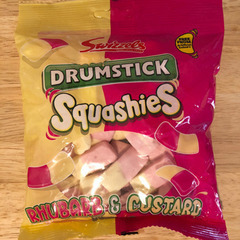 Swizzels
DRUMSTICK
Squashies
RHUBARB & CUSTARD